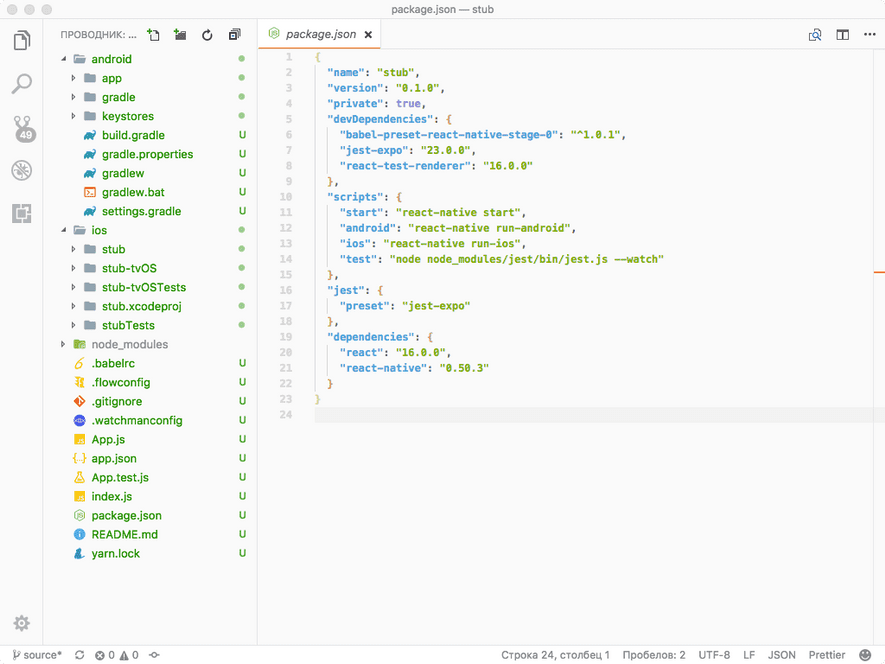 package.json — stub
ПРОВОДНИК: ...
package.json ×
android
app
gradle
keystores
build.gradle U
gradle.properties U
gradlew U
gradlew.bat U
settings.gradle U
ios
stub
stub-tvOS
stub-tvOSTests
stub.xcodeproj
stubTests
node_modules
.babelrc U
.flowconfig U
.gitignore U
.watchmanconfig U
App.js U
app.json U
App.test.js U
index.js U
package.json U
README.md U
yarn.lock U
49
1 {
2 "name": "stub",
3 "version": "0.1.0",
4 "private": true,
5 "devDependencies": {
6 "babel-preset-react-native-stage-0": "^1.0.1",
7 "jest-expo": "23.0.0",
8 "react-test-renderer": "16.0.0"
9 },
10 "scripts": {
11 "start": "react-native start",
12 "android": "react-native run-android",
13 "ios": "react-native run-ios",
14 "test": "node node_modules/jest/bin/jest.js --watch"
15 },
16 "jest": {
17 "preset": "jest-expo"
18 },
19 "dependencies": {
20 "react": "16.0.0",
21 "react-native": "0.50.3"
22 }
23 }
24
source* 0 0 Строка 24, столбец 1 Пробелов: 2 UTF-8 LF JSON Prettier